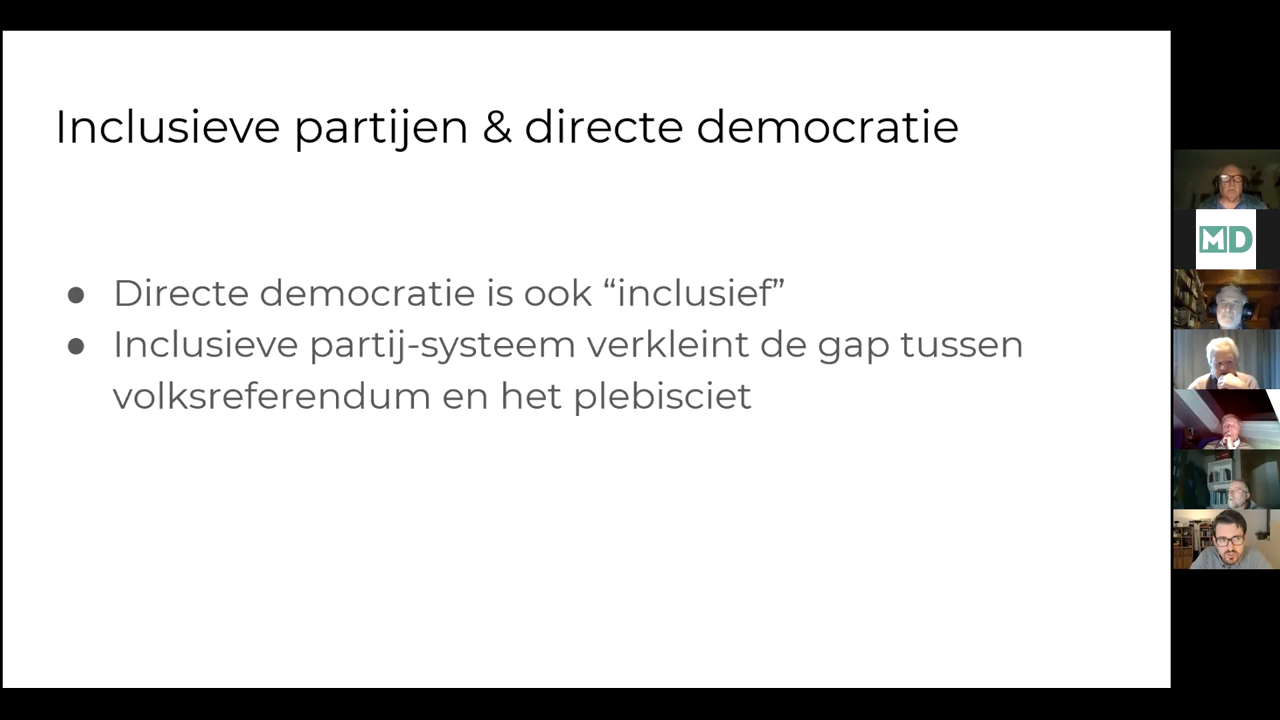 Inclusieve partijen & directe democratie
● Directe democratie is ook “inclusief”
● Inclusieve partij-systeem verkleint de gap tussen
volksreferendum en het plebisciet
MD